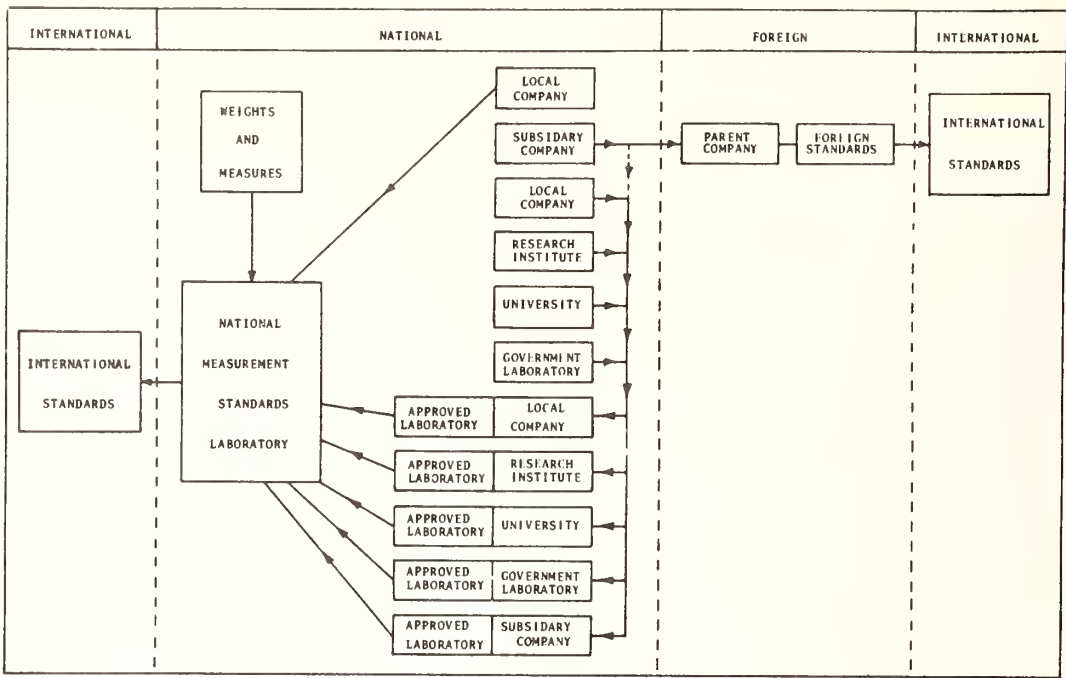 INTERNATIONAL
NATIONAL
FOREIGN
INTERNATIONAL
LOCAL
COMPANY
WEIGHTS
AND
MEASURES
SUBSIDARY
COMPANY
PARENT
COMPANY
FOREIGN
STANDARDS
INTERNATIONAL
STANDARDS
LOCAL
COMPANY
RESEARCH
INSTITUTE
UNIVERSITY
GOVERNMENT
LABORATORY
INTERNATIONAL
STANDARDS
NATIONAL
MEASUREMENT
STANDARDS
LABORATORY
APPROVED
LABORATORY
LOCAL
COMPANY
APPROVED
LABORATORY
RESEARCH
INSTITUTE
APPROVED
LABORATORY
UNIVERSITY
APPROVED
LABORATORY
GOVERNMENT
LABORATORY
APPROVED
LABORATORY
SUBSIDARY
COMPANY